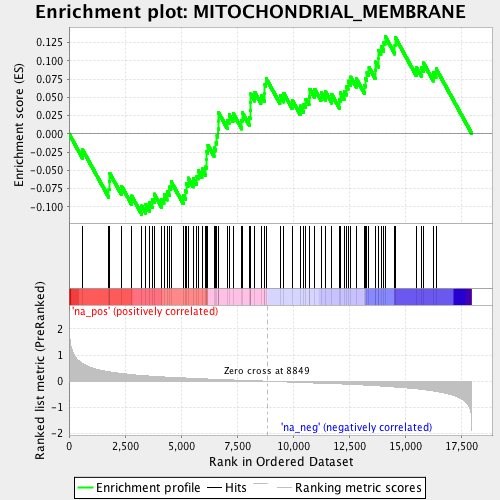 Enrichment plot: MITOCHONDRIAL_MEMBRANE
Enrichment score (ES)
0.125
0.100
0.075
0.050
0.025
0.000
-0.025
-0.050
-0.075
-0.100
Ranked list metric (PreRanked)
'na_pos' (positively correlated)
2
1
0
-1
-2
Zero cross at 8849
'na_neg' (negatively correlated)
0
2,500
5,000
7,500
10,000
12,500
15,000
17,500
Rank in Ordered Dataset
Enrichment profile
Hits
Ranking metric scores